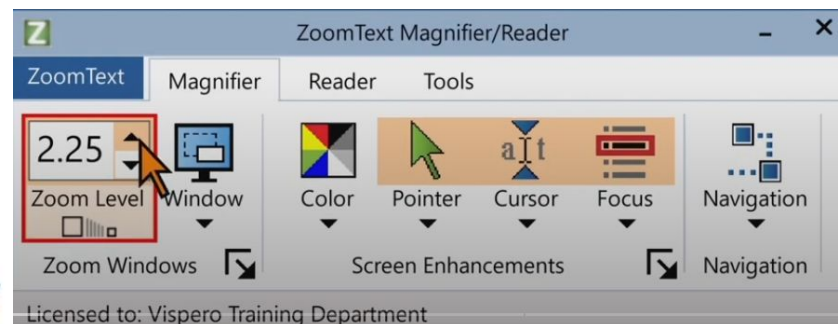 Z ZoomText Magnifier/Reader
ZoomText Magnifier Reader Tools
2.25
Zoom Level Window Color Pointer Cursor Focus Navigation
Zoom Windows Screen Enhancements Navigation
Licensed to: Vispero Training Department